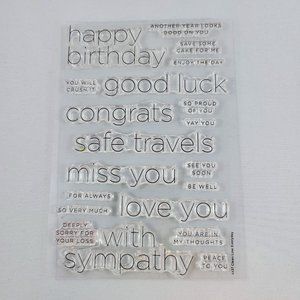 happy
ANOTHER YEAR LOOKS
GOOD ON YOU
birthday
SAVE SOME
CAKE FOR ME
ENJOY THE DAY
YOU WILL
CRUSH IT
good luck
congrats
SO PROUD
OF YOU
YAY YOU
safe travels
miss you
SEE YOU
SOON
BE WELL
FOR ALWAYS
SO VERY MUCH
love you
DEEPLY
SORRY FOR
YOUR LOSS
with
YOU ARE IN
MY THOUGHTS
sympathy
PEACE
TO YOU